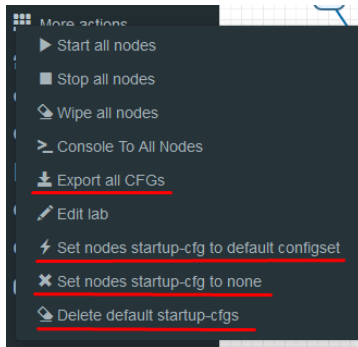 More actions
Start all nodes
Stop all nodes
Wipe all nodes
Console To All Nodes
Export all CFGs
Edit lab
Set nodes startup-cfg to default configset
Set nodes startup-cfg to none
Delete default startup-cfgs